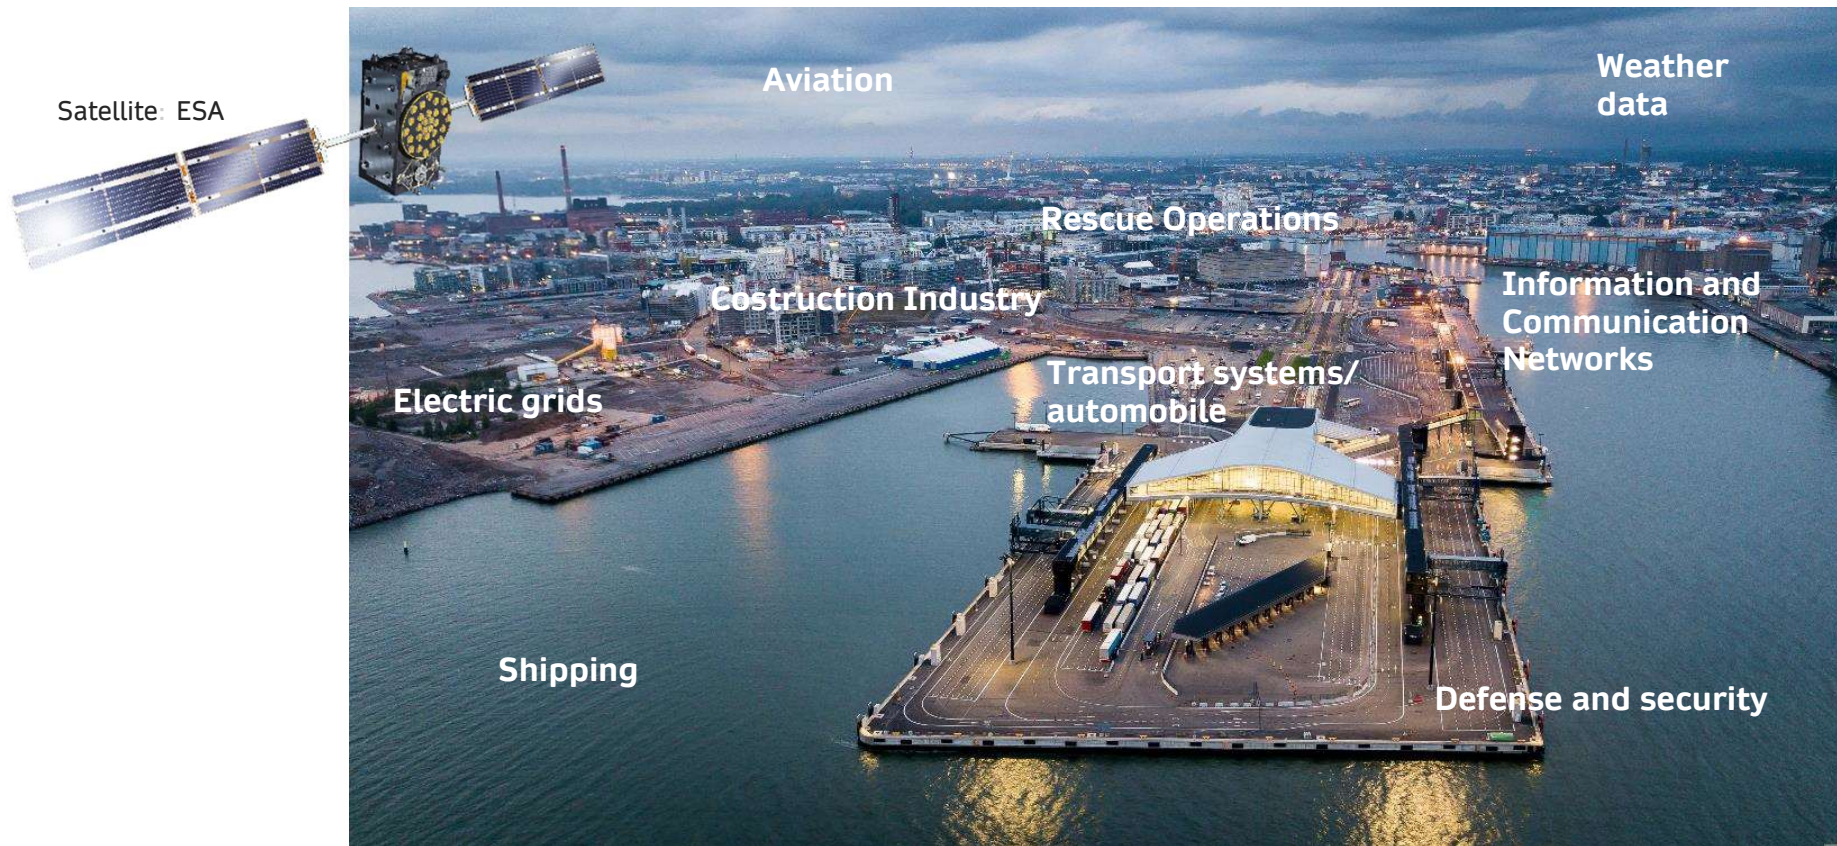 Satellite: ESA
Aviation
Weather
data
Rescue Operations
Costruction Industry
Information and
Communication
Networks
Transport systems/
automobile
Electric grids
Shipping
Defense and security